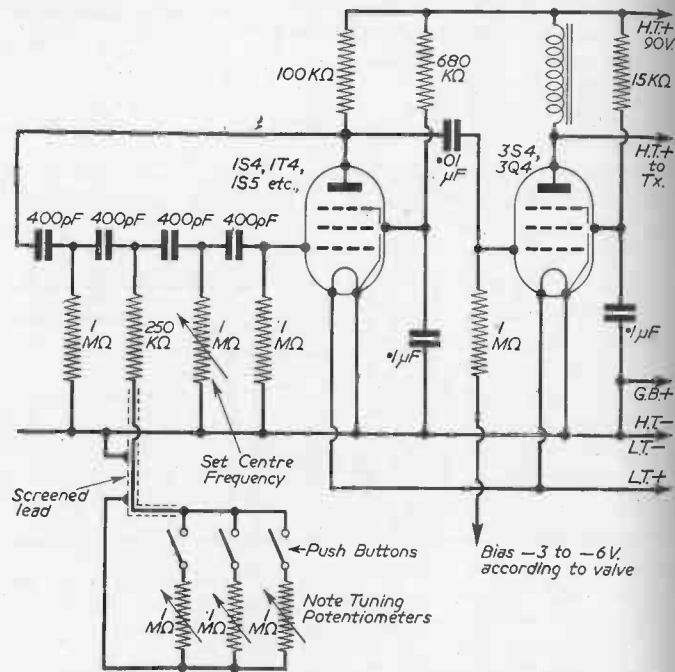 H.T.+
90V.
100KΩ
680
KΩ
15KΩ
1S4, 1T4,
1S5 etc.,
·01
µF
3S4,
3Q4
H.T.+
to
Tx.
400pF
400pF
400pF
400pF
1
MΩ
250
KΩ
1
MΩ
1
MΩ
·1µF
1
MΩ
·1µF
G.B.+
H.T.-
Set Centre
Frequency
L.T.-
Screened
lead
L.T.+
Push Buttons
Bias -3 to -6V.
according to valve
1
MΩ
1
MΩ
1
MΩ
Note Tuning
Potentiometers